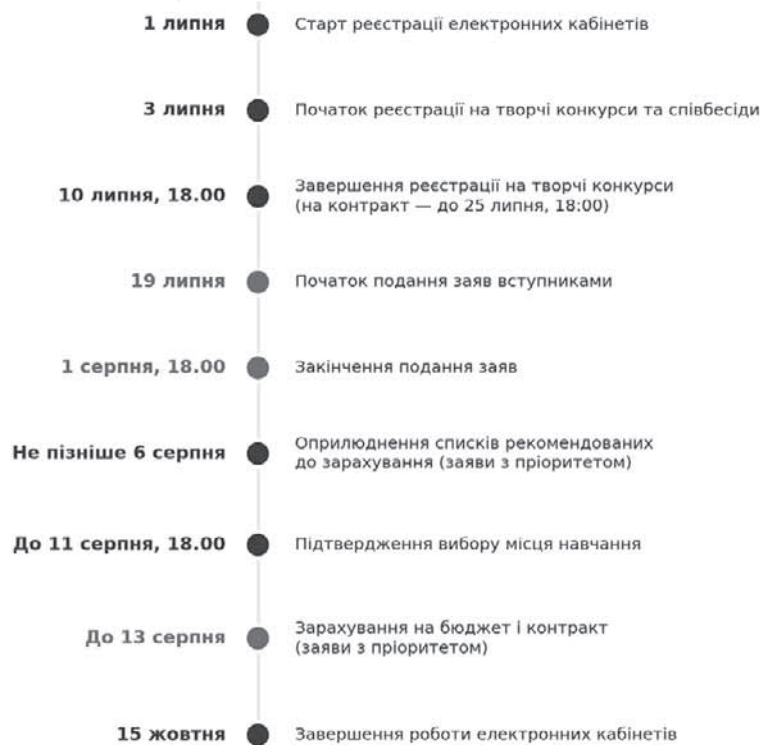 1 липня
Старт реєстрації електронних кабінетів
3 липня
Початок реєстрації на творчі конкурси та співбесіди
10 липня, 18.00
Завершення реєстрації на творчі конкурси
(на контракт — до 25 липня, 18:00)
19 липня
Початок подання заяв вступниками
1 серпня, 18.00
Закінчення подання заяв
Не пізніше 6 серпня
Оприлюднення списків рекомендованих
до зарахування (заяви з пріоритетом)
До 11 серпня, 18.00
Підтвердження вибору місця навчання
До 13 серпня
Зарахування на бюджет і контракт
(заяви з пріоритетом)
15 жовтня
Завершення роботи електронних кабінетів